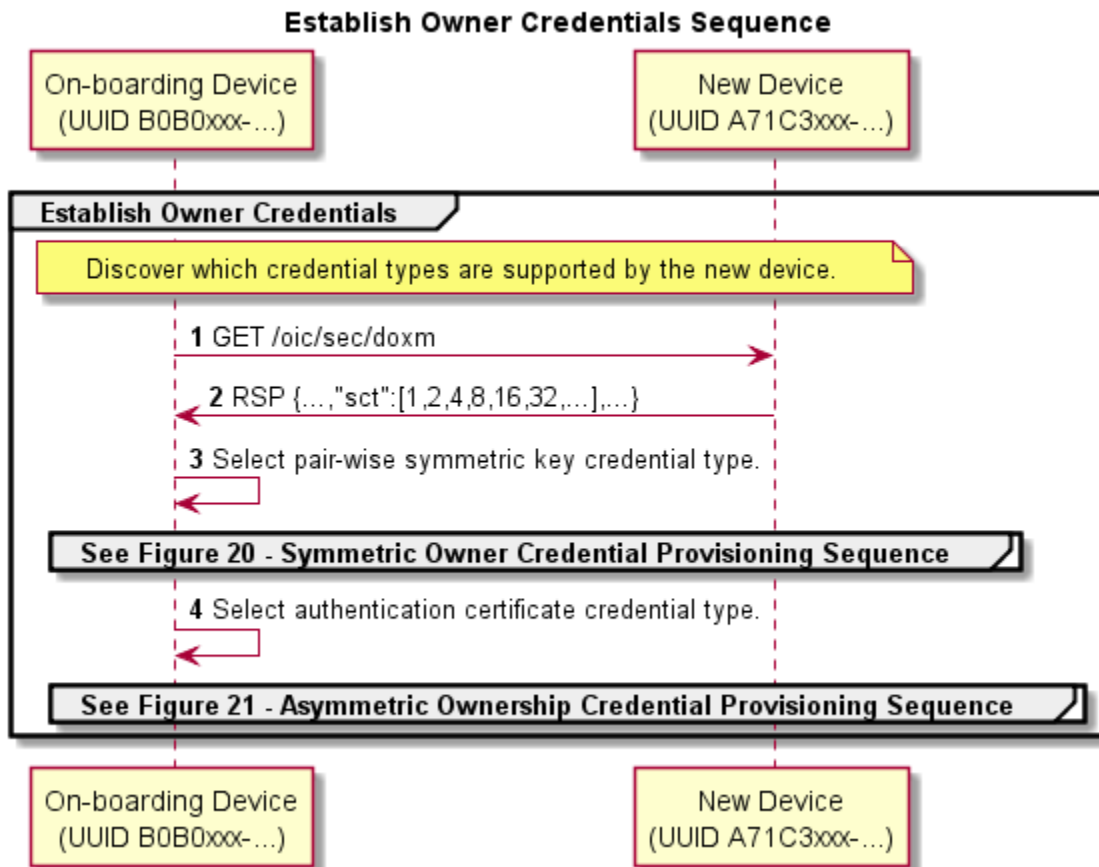 Establish Owner Credentials Sequence
On-boarding Device
(UUID B0B0xxx-...)
New Device
(UUID A71C3xxx-...)
Establish Owner Credentials
Discover which credential types are supported by the new device.
1 GET /oic/sec/doxm
2 RSP {...,"sct":[1,2,4,8,16,32,...],...}
3 Select pair-wise symmetric key credential type.
See Figure 20 - Symmetric Owner Credential Provisioning Sequence
4 Select authentication certificate credential type.
See Figure 21 - Asymmetric Ownership Credential Provisioning Sequence
On-boarding Device
(UUID B0B0xxx-...)
New Device
(UUID A71C3xxx-...)